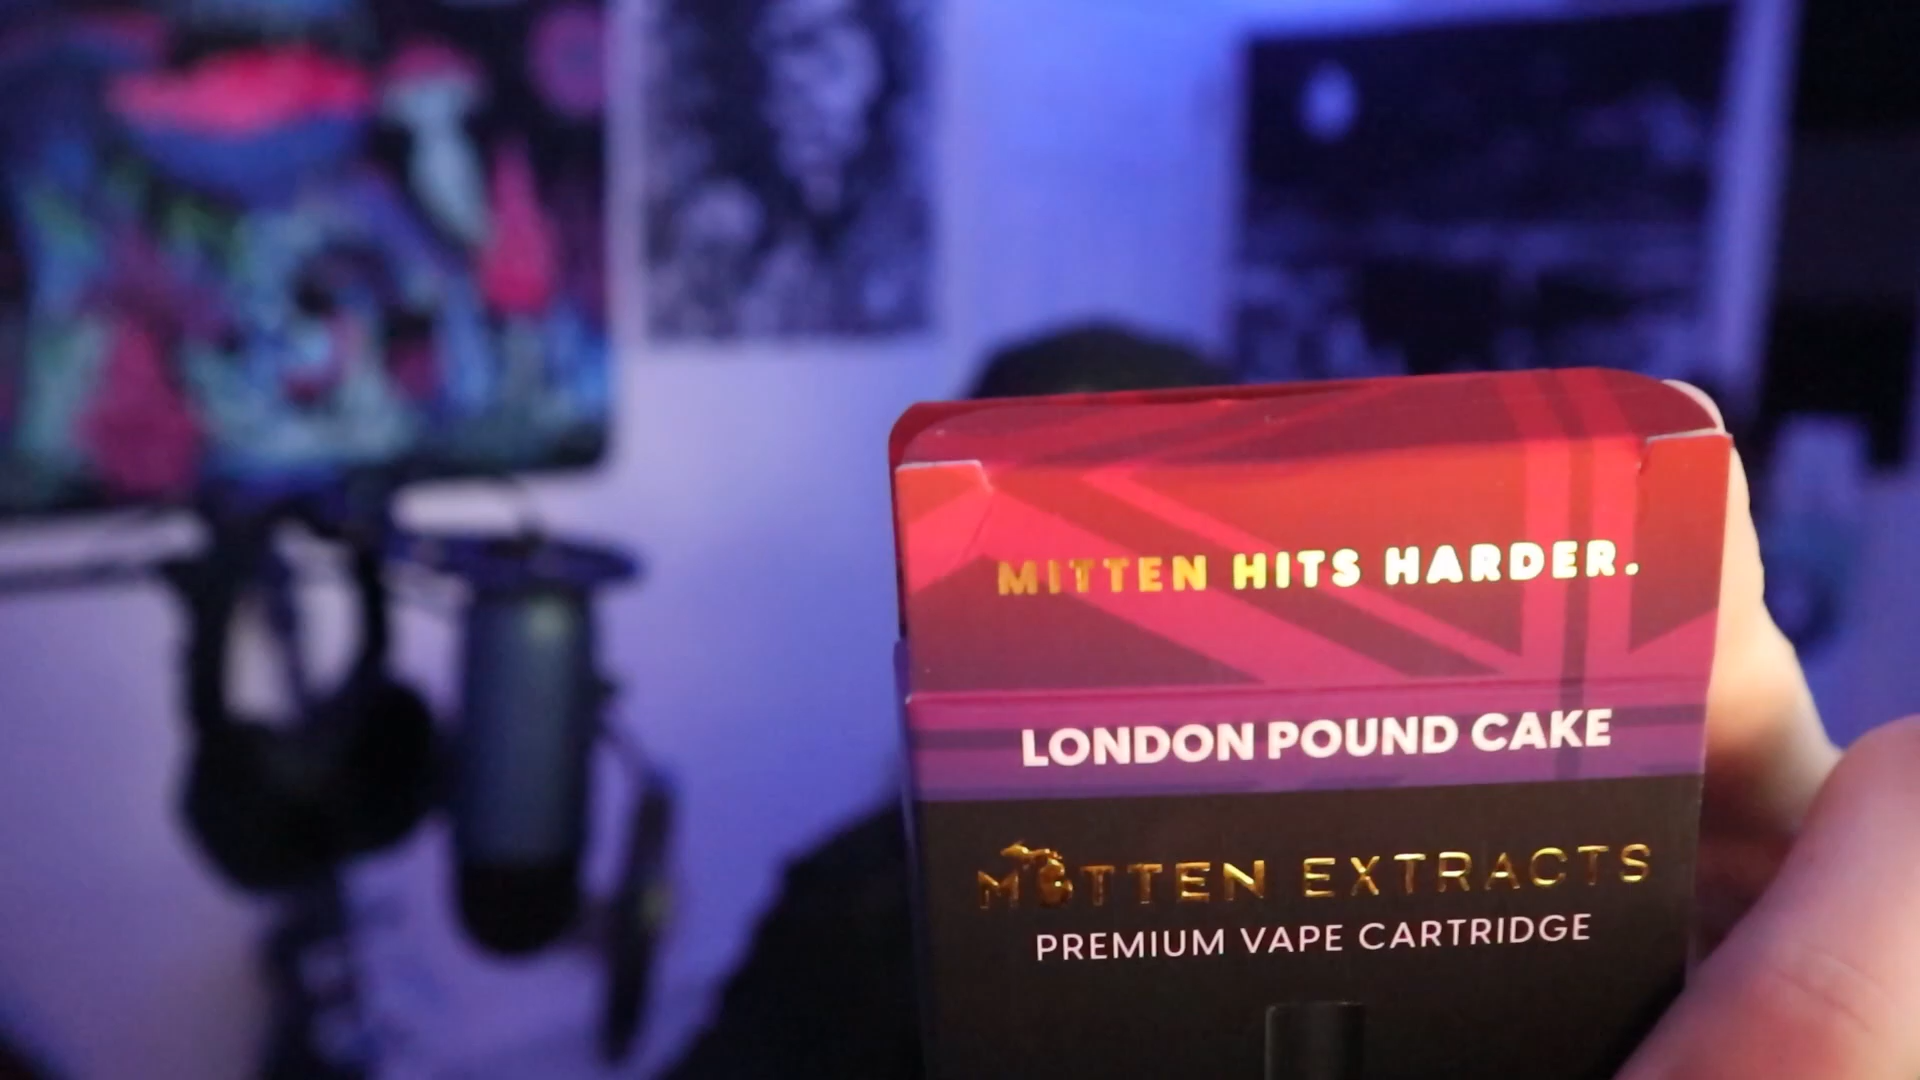 MITTEN HITS HARDER.
LONDON POUND CAKE
MITTEN EXTRACTS
PREMIUM VAPE CARTRIDGE